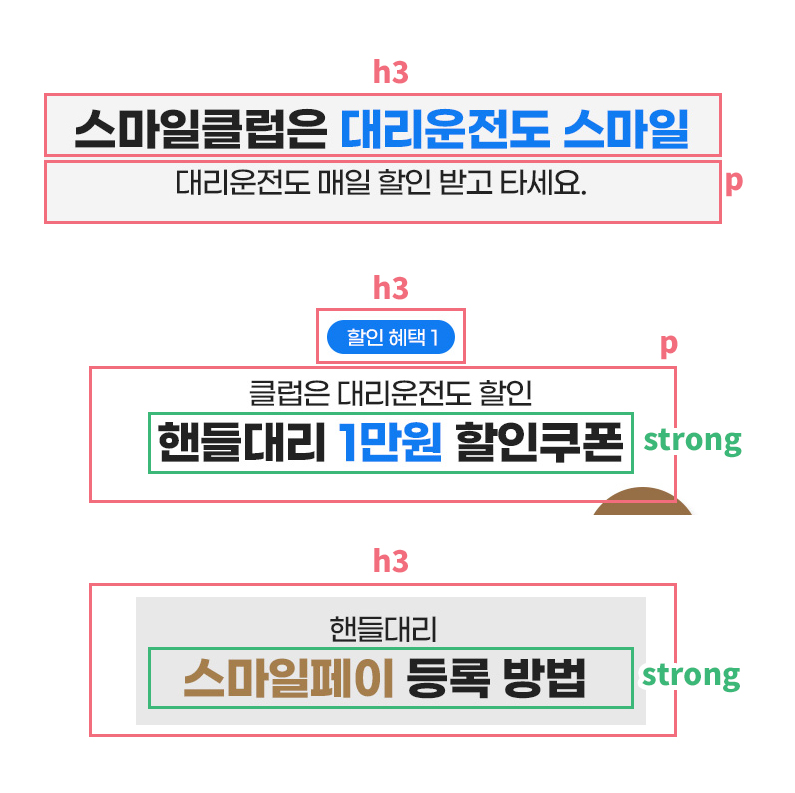 h3
스마일클럽은 대리운전도 스마일
대리운전도 매일 할인 받고 타세요.
p
h3
할인 혜택 1
p
클럽은 대리운전도 할인
핸들대리 1만원 할인쿠폰
strong
h3
핸들대리
스마일페이 등록 방법
strong